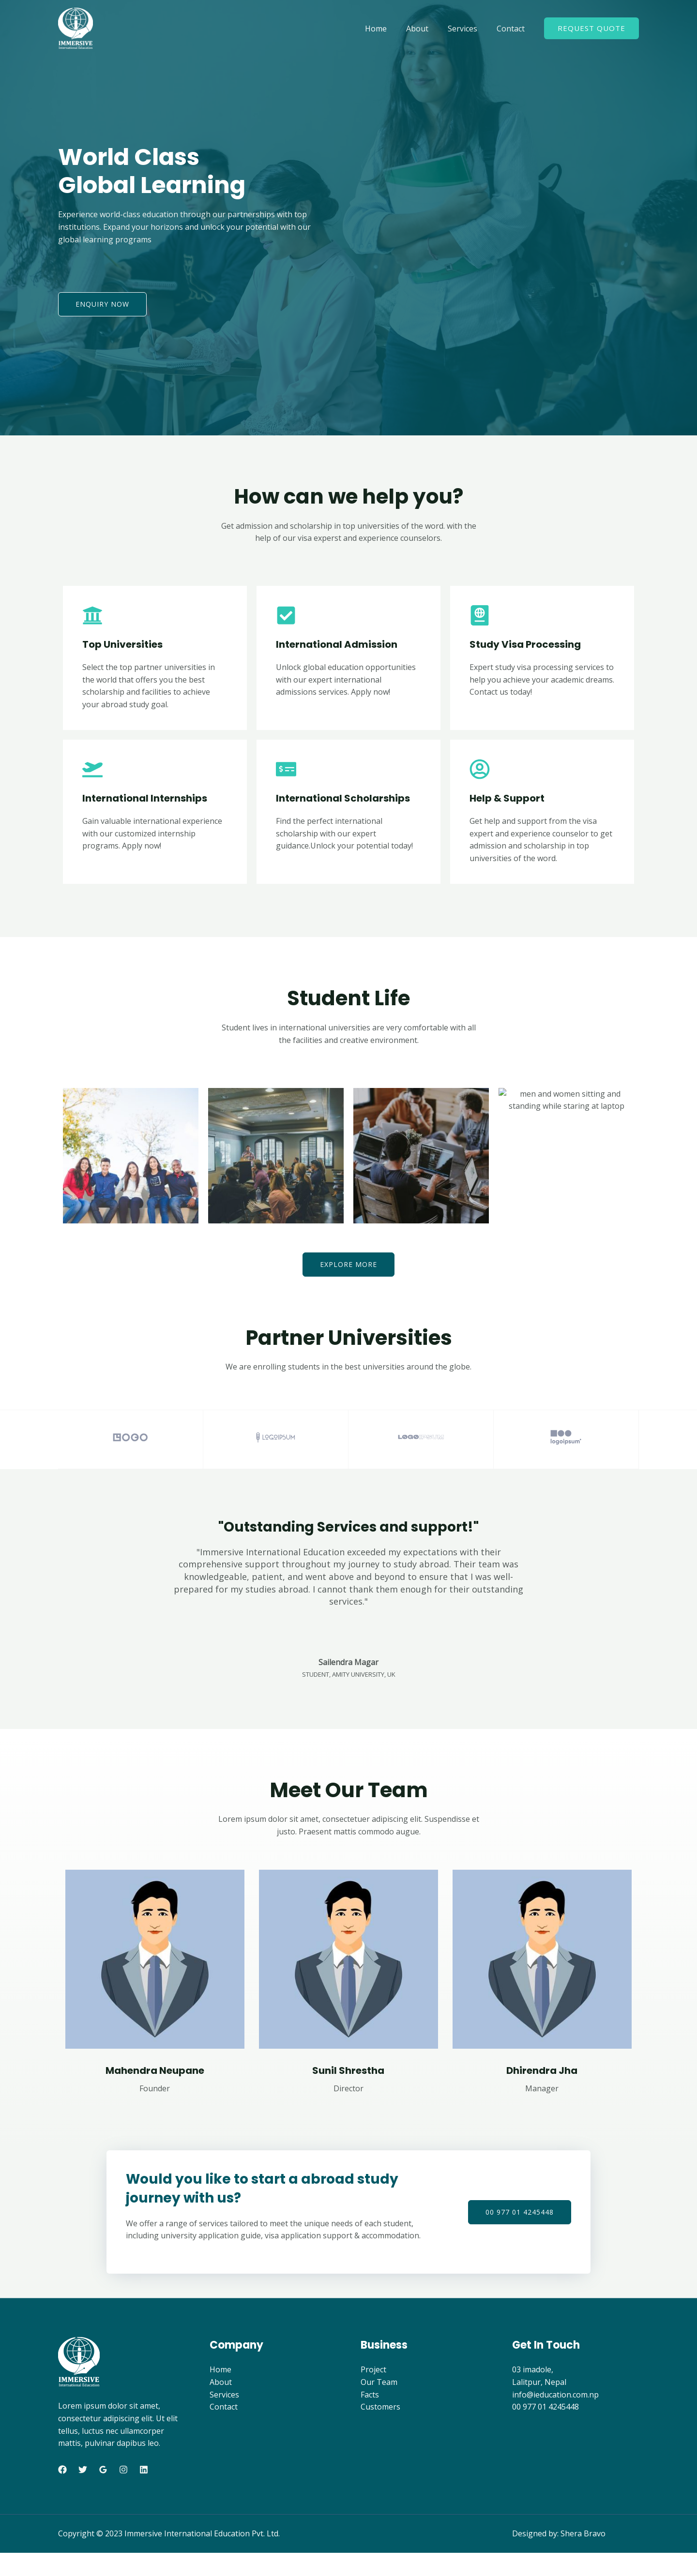 IMMERSIVE
International Education
Home
About
Services
Contact
REQUEST QUOTE
World Class
Global Learning
Experience world-class education through our partnerships with top
institutions. Expand your horizons and unlock your potential with our
global learning programs
ENQUIRY NOW
How can we help you?
Get admission and scholarship in top universities of the word. with the
help of our visa experst and experience counselors.
Top Universities
Select the top partner universities in
the world that offers you the best
scholarship and facilities to achieve
your abroad study goal.
International Admission
Unlock global education opportunities
with our expert international
admissions services. Apply now!
Study Visa Processing
Expert study visa processing services to
help you achieve your academic dreams.
Contact us today!
International Internships
Gain valuable international experience
with our customized internship
programs. Apply now!
International Scholarships
Find the perfect international
scholarship with our expert
guidance.Unlock your potential today!
Help & Support
Get help and support from the visa
expert and experience counselor to get
admission and scholarship in top
universities of the word.
Student Life
Student lives in international universities are very comfortable with all
the facilities and creative environment.
men and women sitting and
standing while staring at laptop
EXPLORE MORE
Partner Universities
We are enrolling students in the best universities around the globe.
LOGO
LOGOIPSUM
logoipsum
"Outstanding Services and support!"
"Immersive International Education exceeded my expectations with their
comprehensive support throughout my journey to study abroad. Their team was
knowledgeable, patient, and went above and beyond to ensure that I was well-
prepared for my studies abroad. I cannot thank them enough for their outstanding
services."
Sailendra Magar
STUDENT, AMITY UNIVERSITY, UK
Meet Our Team
Lorem ipsum dolor sit amet, consectetuer adipiscing elit. Suspendisse et
justo. Praesent mattis commodo augue.
Mahendra Neupane
Founder
Sunil Shrestha
Director
Dhirendra Jha
Manager
Would you like to start a abroad study
journey with us?
We offer a range of services tailored to meet the unique needs of each student,
including university application guide, visa application support & accommodation.
00 977 01 4245448
IMMERSIVE
International Education
Lorem ipsum dolor sit amet,
consectetur adipiscing elit. Ut elit
tellus, luctus nec ullamcorper
mattis, pulvinar dapibus leo.
Company
Home
About
Services
Contact
Business
Project
Our Team
Facts
Customers
Get In Touch
03 imadole,
Lalitpur, Nepal
info@ieducation.com.np
00 977 01 4245448
Copyright © 2023 Immersive International Education Pvt. Ltd.
Designed by: Shera Bravo